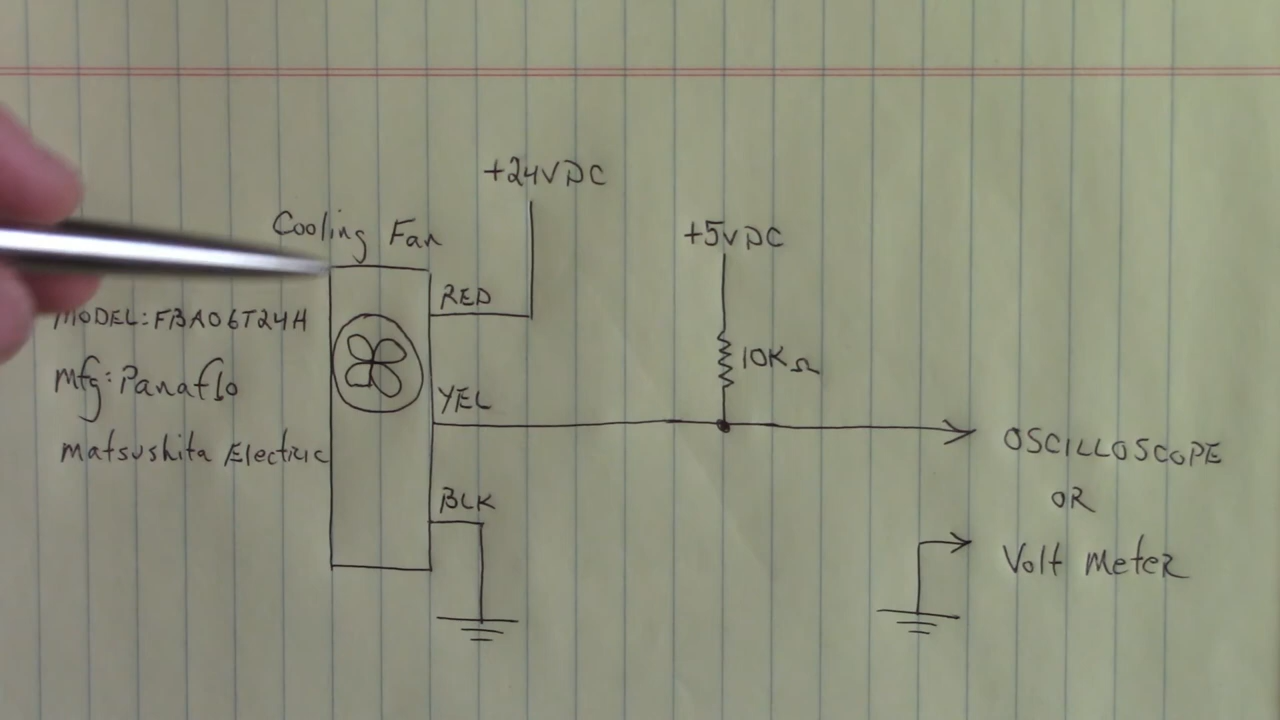 +24VDC
Cooling Fan
+5VDC
RED
MODEL: FBA06T24H
10KΩ
mfg: Panaflo
YEL
Matsushita Electric
OSCILLOSCOPE
BLK
OR
Volt Meter